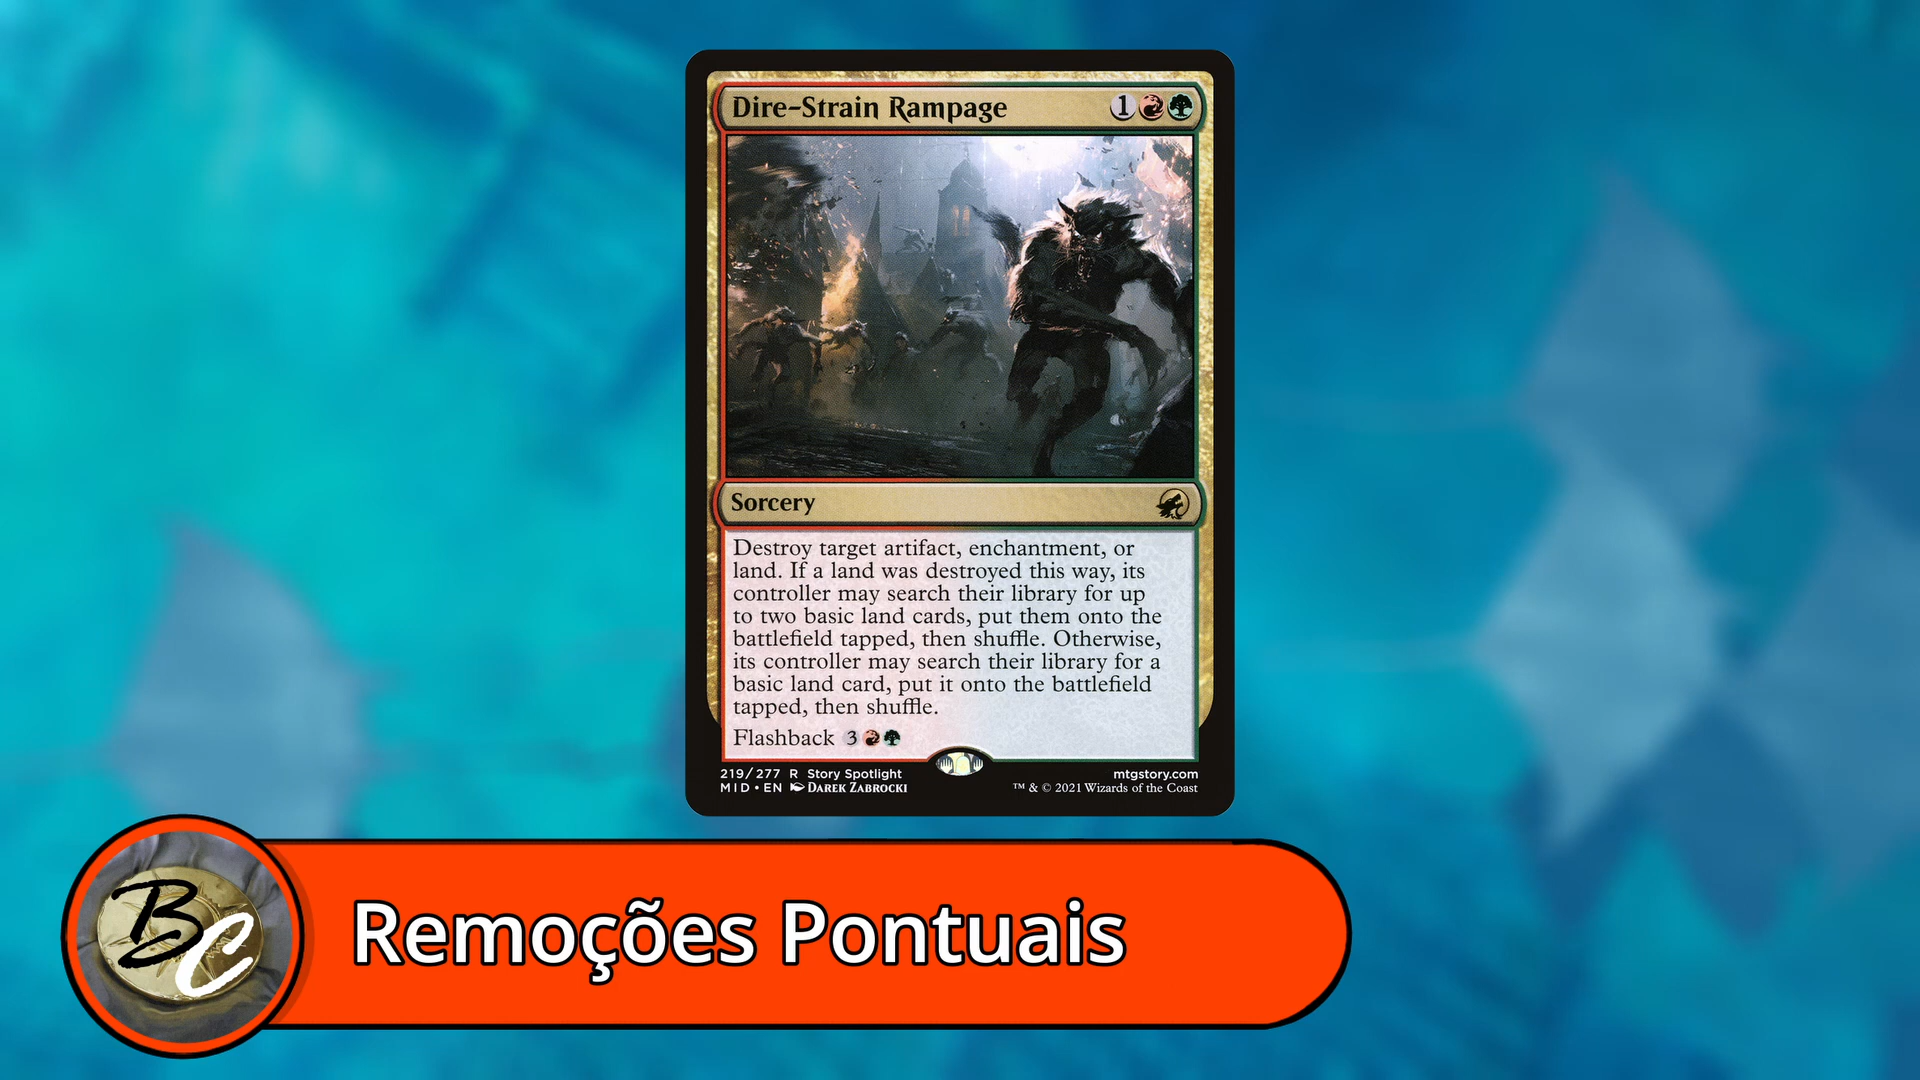 Dire-Strain Rampage 1
Sorcery
Destroy target artifact, enchantment, or
land. If a land was destroyed this way, its
controller may search their library for up
to two basic land cards, put them onto the
battlefield tapped, then shuffle. Otherwise,
its controller may search their library for a
basic land card, put it onto the battlefield
tapped, then shuffle.
Flashback 3
219/277 R Story Spotlight
MID • EN DAREK ZABROCKI
mtgstory.com
™ & © 2021 Wizards of the Coast
BC
Remoções Pontuais